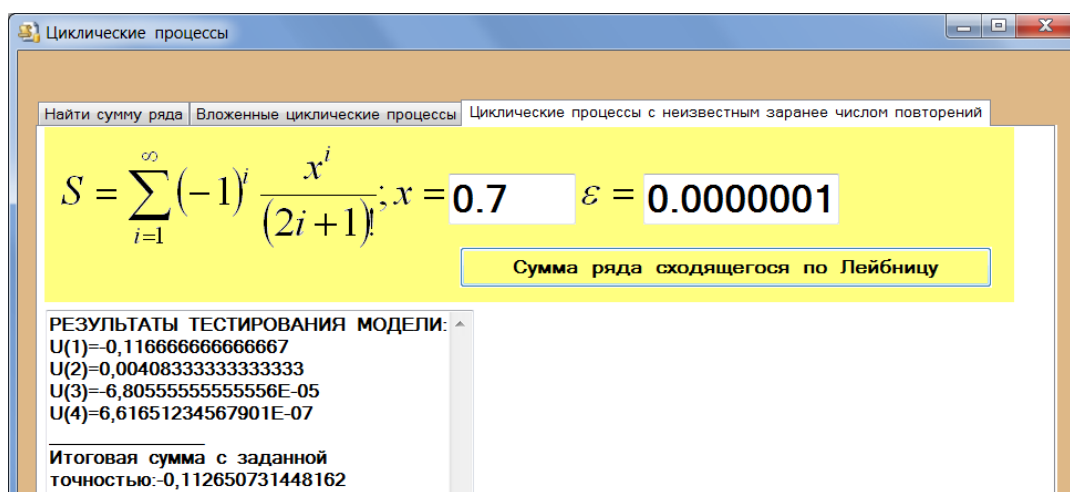 Циклические процессы
Найти сумму ряда Вложенные циклические процессы Циклические процессы с неизвестным заранее числом повторений
S = ∑_{i=1}^{∞} (-1)^i x^i/(2i+1)!; x = 0.7 ε = 0.0000001
Сумма ряда сходящегося по Лейбницу
РЕЗУЛЬТАТЫ ТЕСТИРОВАНИЯ МОДЕЛИ:
U(1)=-0,116666666666667
U(2)=0,00408333333333333
U(3)=-6,80555555555556E-05
U(4)=6,61651234567901E-07
Итоговая сумма с заданной
точностью:-0,112650731448162